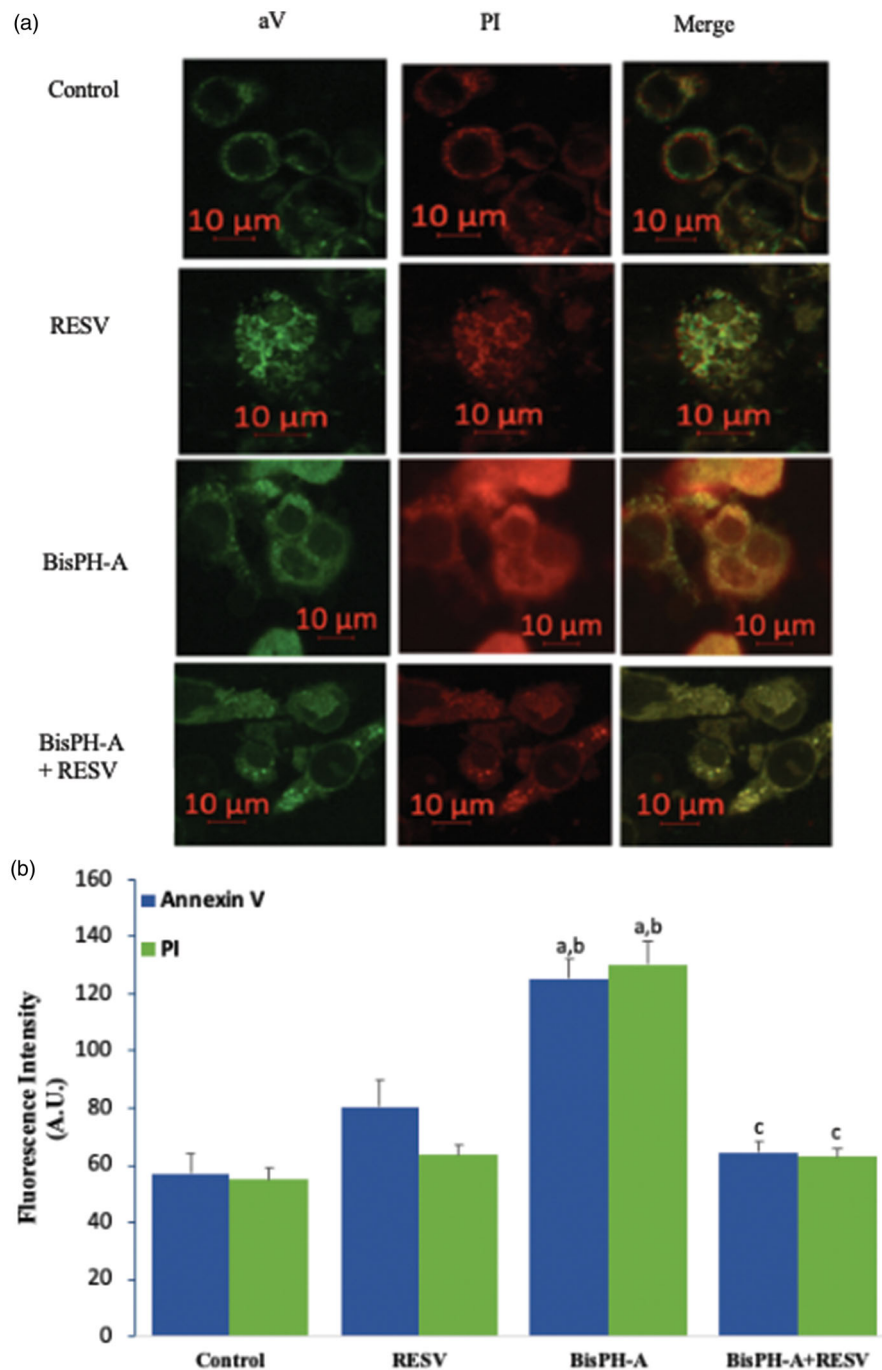 (a)
aV PI Merge
Control
10 µm 10 µm 10 µm
RESV
10 µm 10 µm 10 µm
BisPH-A
10 µm 10 µm 10 µm
BisPH-A
+ RESV
10 µm 10 µm 10 µm
(b)
160
140
120
100
80
60
40
20
0
Fluorescence Intensity
(A.U.)
Annexin V
PI
a,b
a,b
c
c
Control RESV BisPH-A BisPH-A+RESV